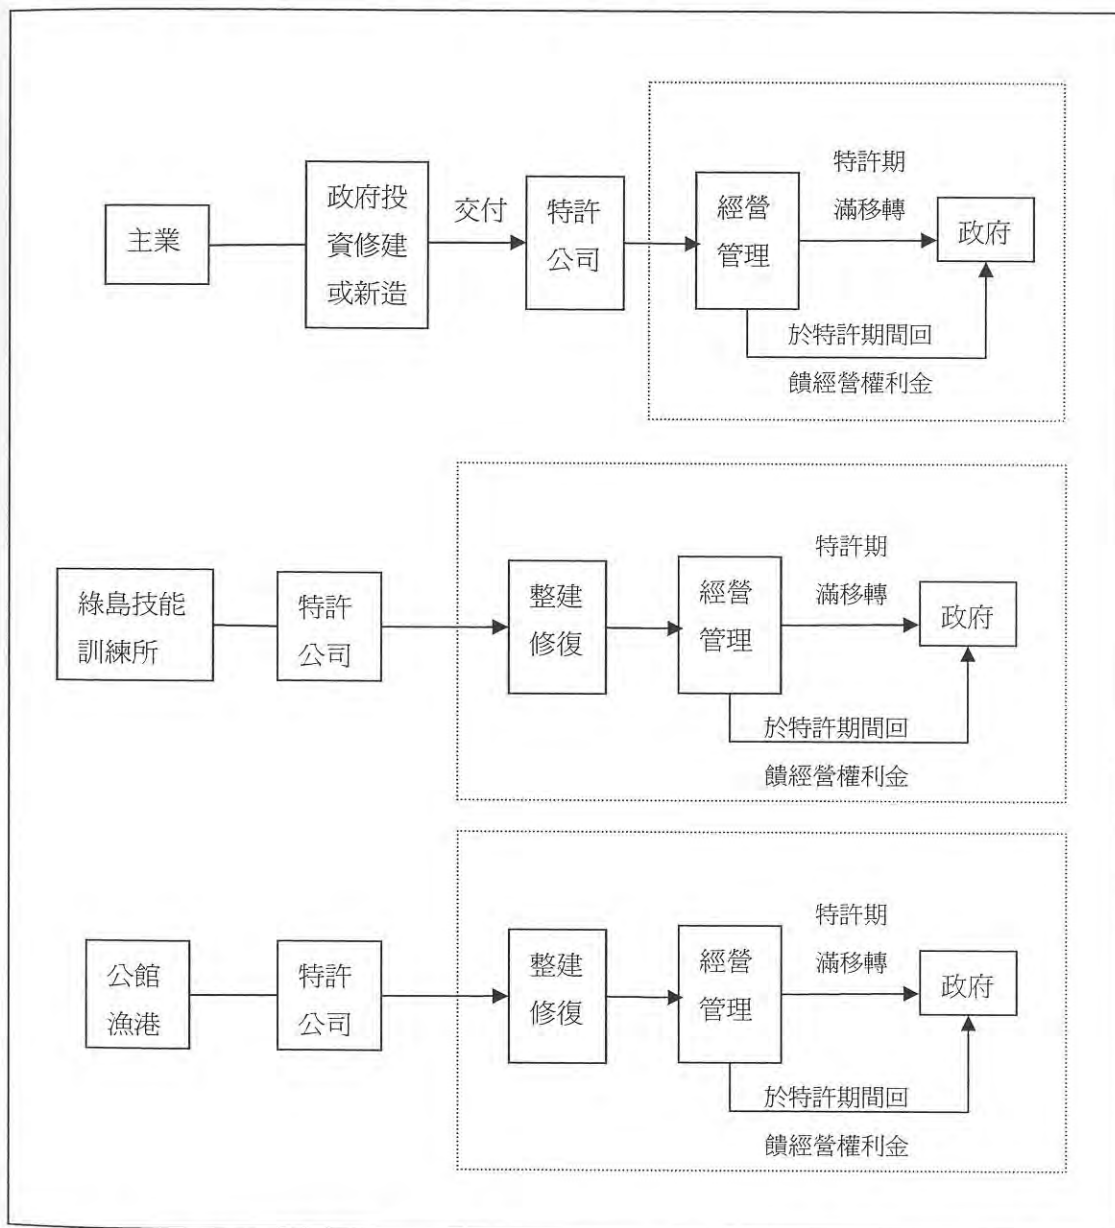 主業
政府投
資修建
或新造
交付
特許
公司
經營
管理
特許期
滿移轉
政府
於特許期間回
饋經營權利金
綠島技能
訓練所
特許
公司
整建
修復
經營
管理
特許期
滿移轉
政府
於特許期間回
饋經營權利金
公館
漁港
特許
公司
整建
修復
經營
管理
特許期
滿移轉
政府
於特許期間回
饋經營權利金